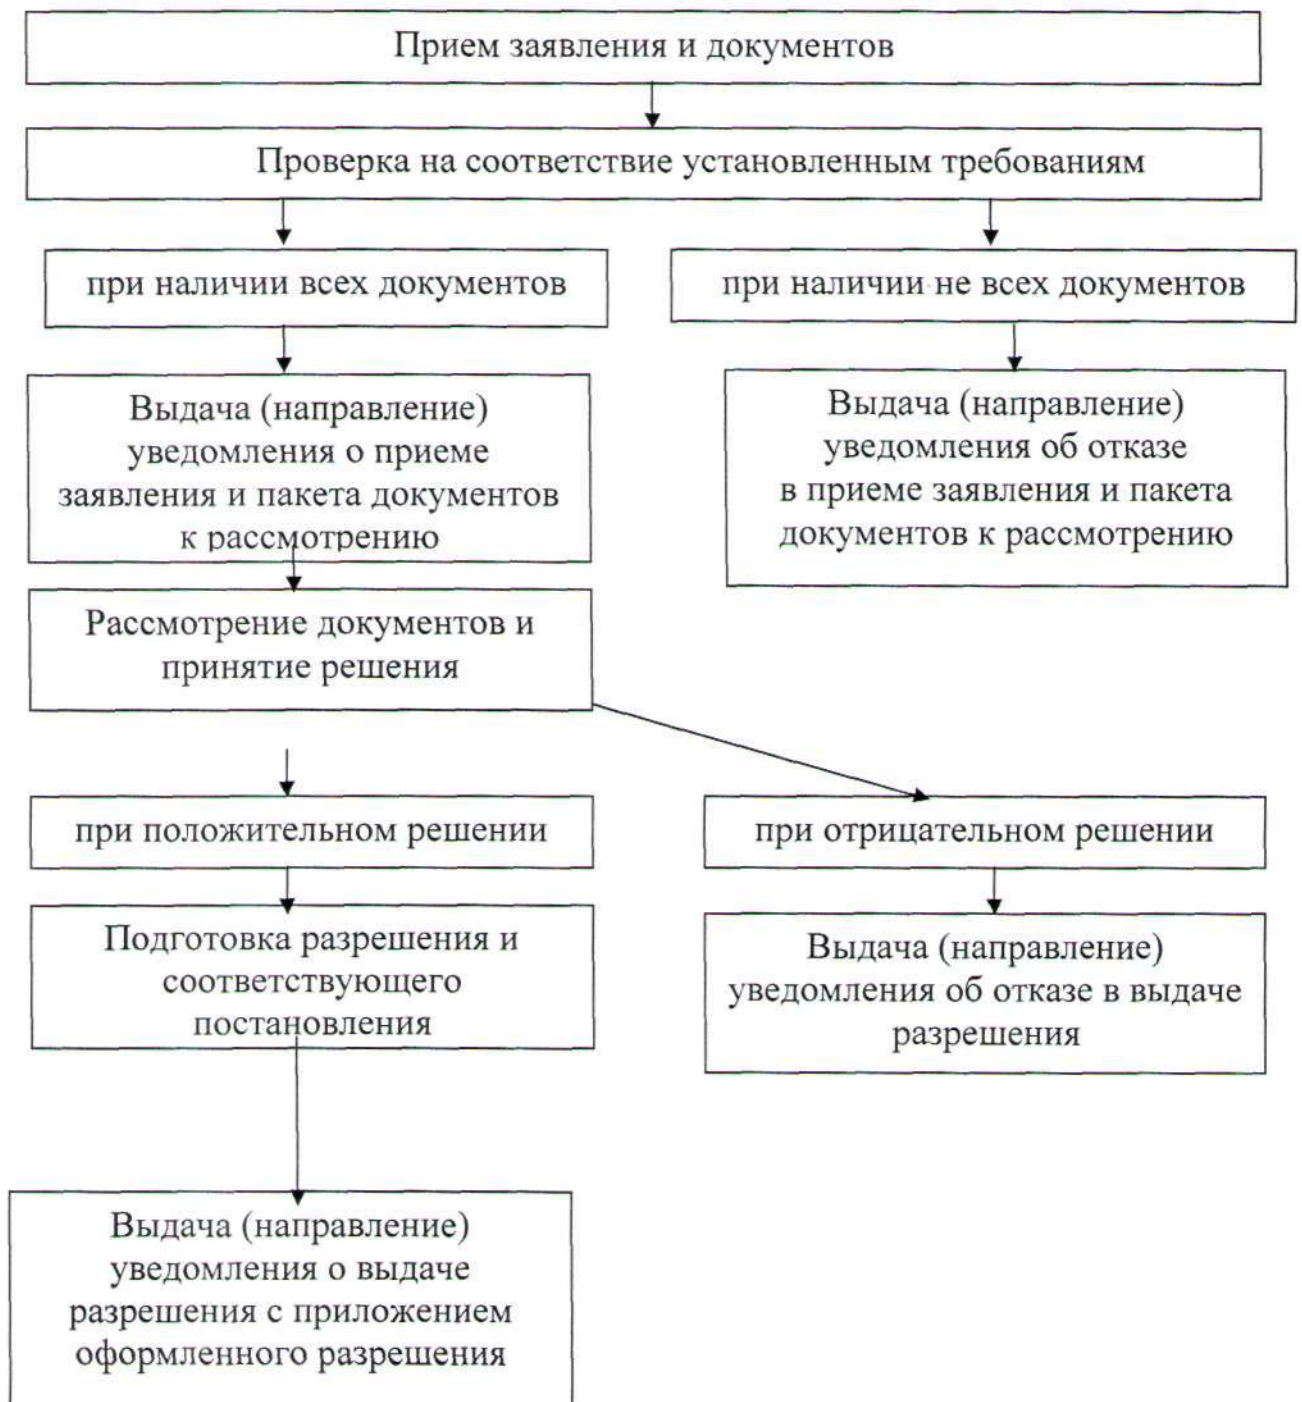 Прием заявления и документов
Проверка на соответствие установленным требованиям
при наличии всех документов
при наличии не всех документов
Выдача (направление)
уведомления о приеме
заявления и пакета документов
к рассмотрению
Выдача (направление)
уведомления об отказе
в приеме заявления и пакета
документов к рассмотрению
Рассмотрение документов и
принятие решения
при положительном решении
при отрицательном решении
Подготовка разрешения и
соответствующего
постановления
Выдача (направление)
уведомления об отказе в выдаче
разрешения
Выдача (направление)
уведомления о выдаче
разрешения с приложением
оформленного разрешения